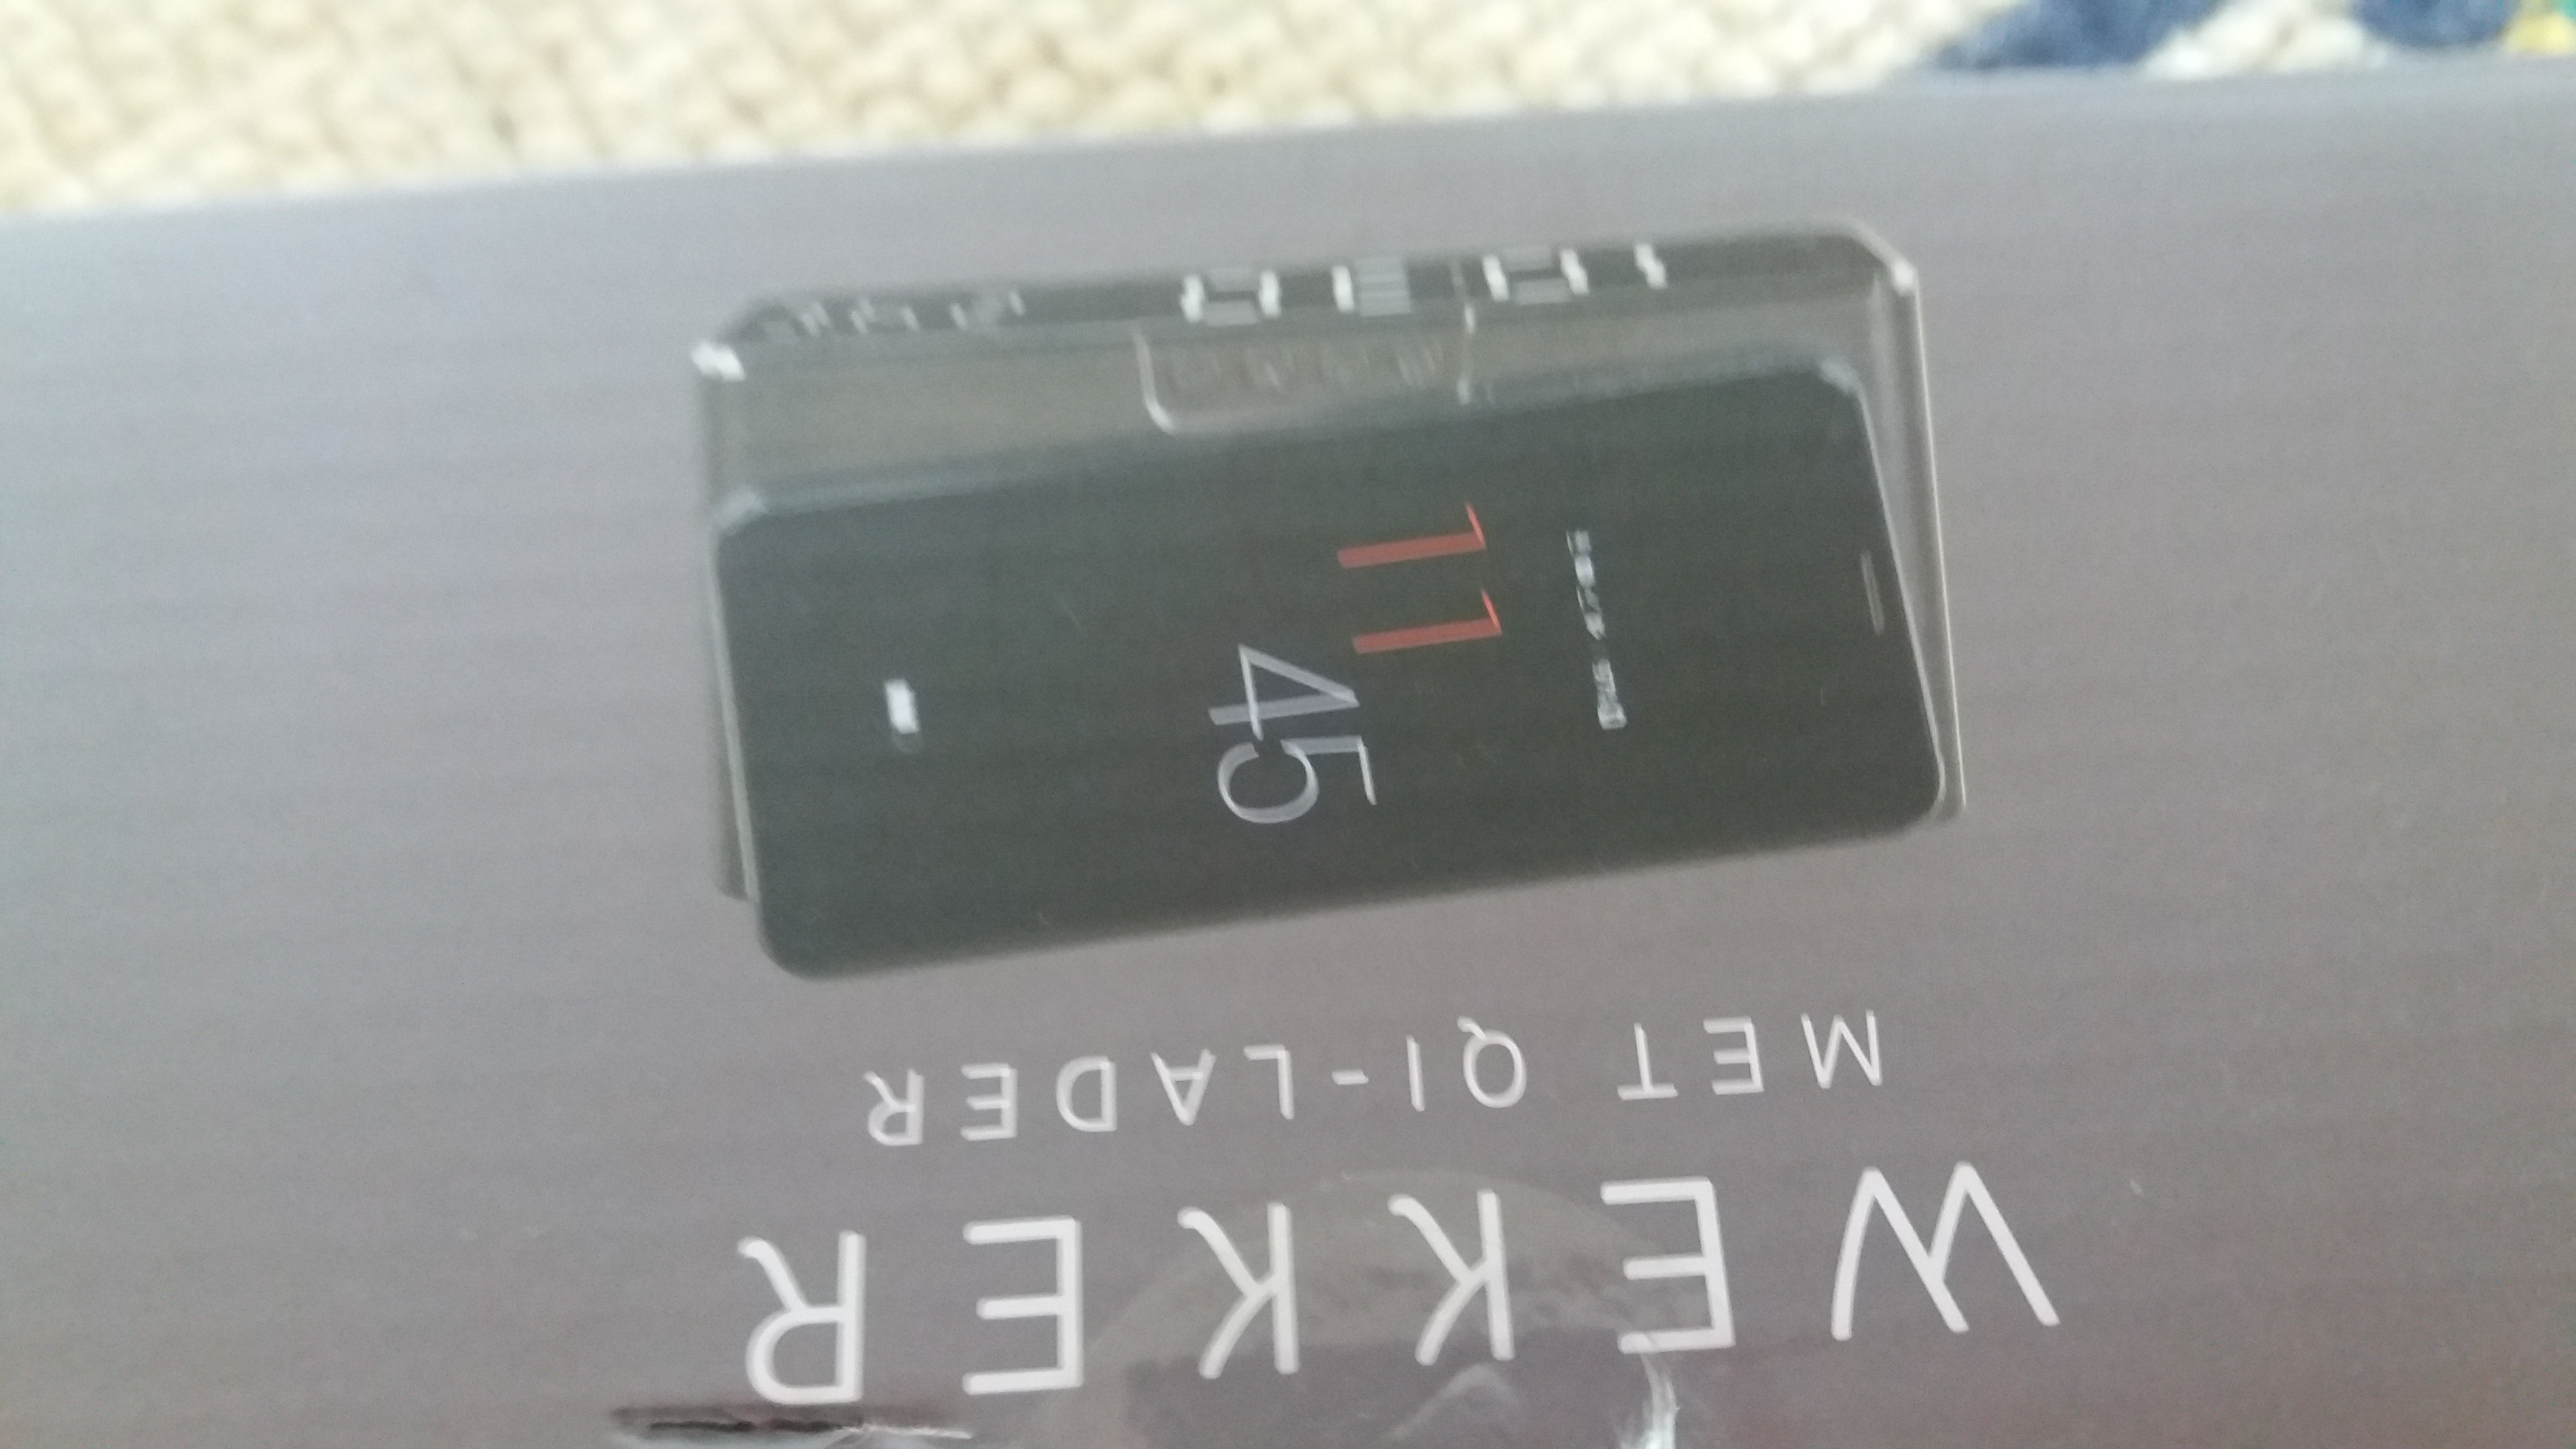 WEKKER
MET QI-LADER
11
45